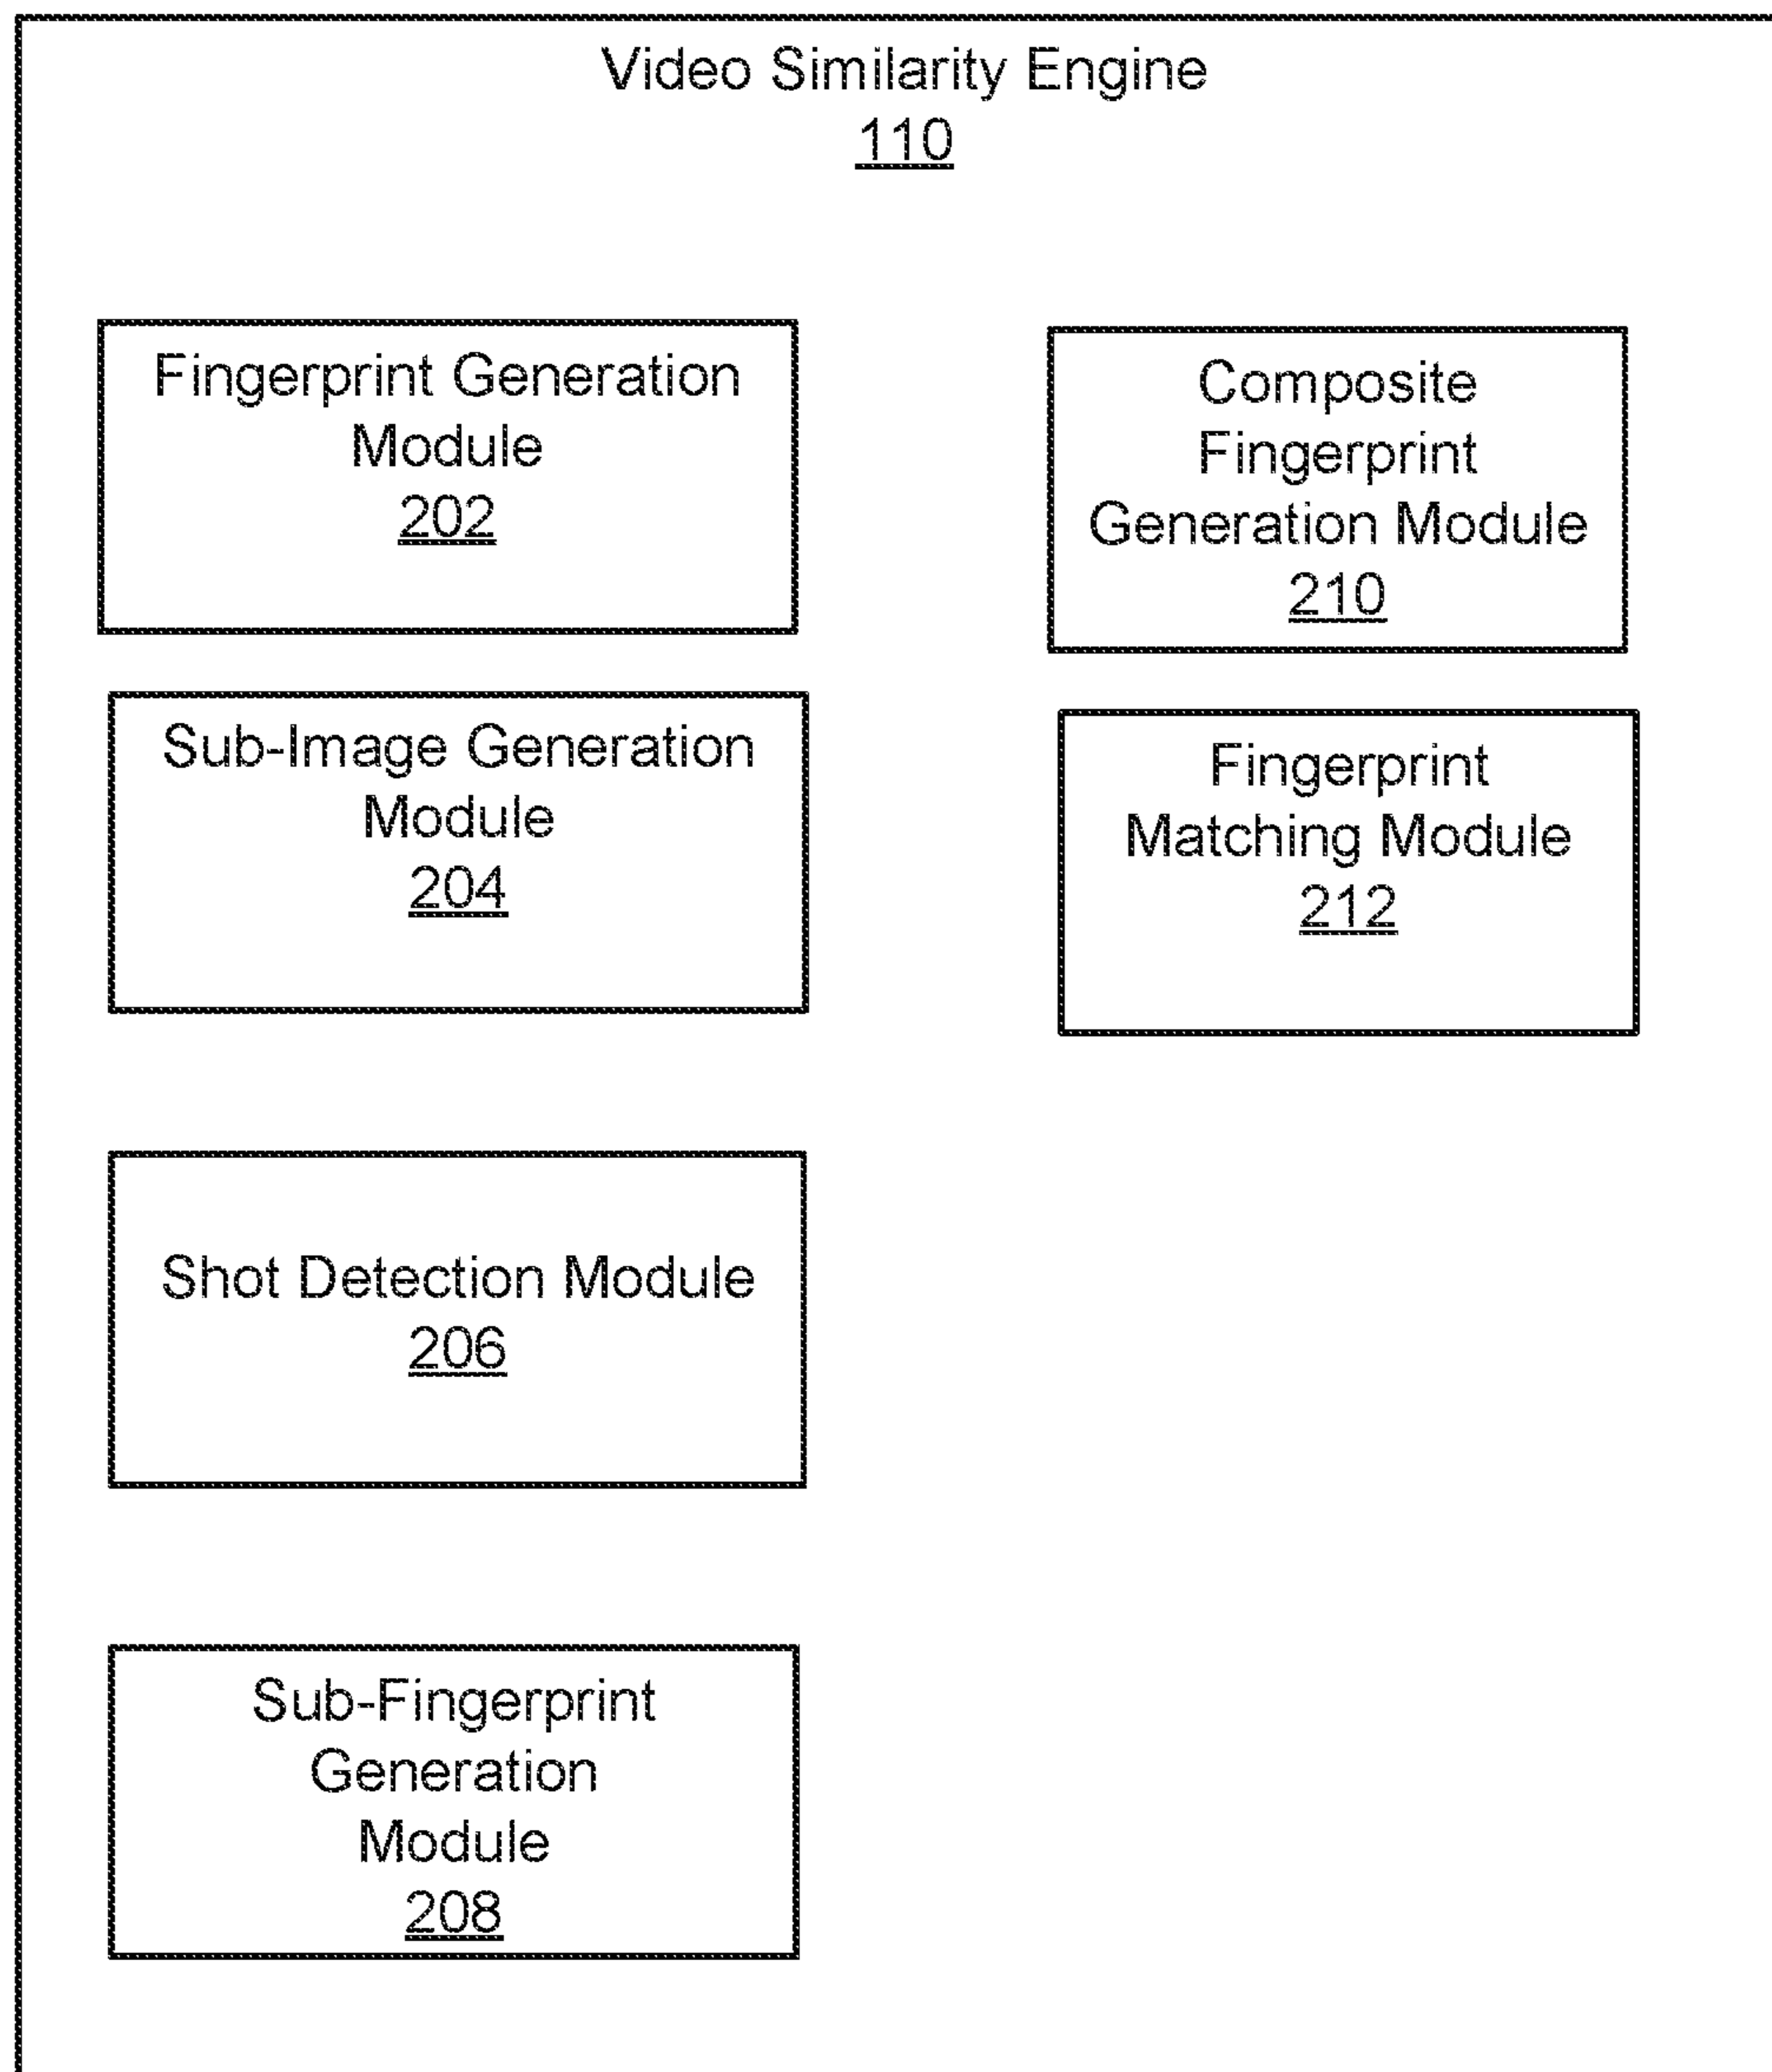 Video Similarity Engine
110
Fingerprint Generation
Module
202
Sub-Image Generation
Module
204
Shot Detection Module
206
Sub-Fingerprint
Generation
Module
208
Composite
Fingerprint
Generation Module
210
Fingerprint
Matching Module
212